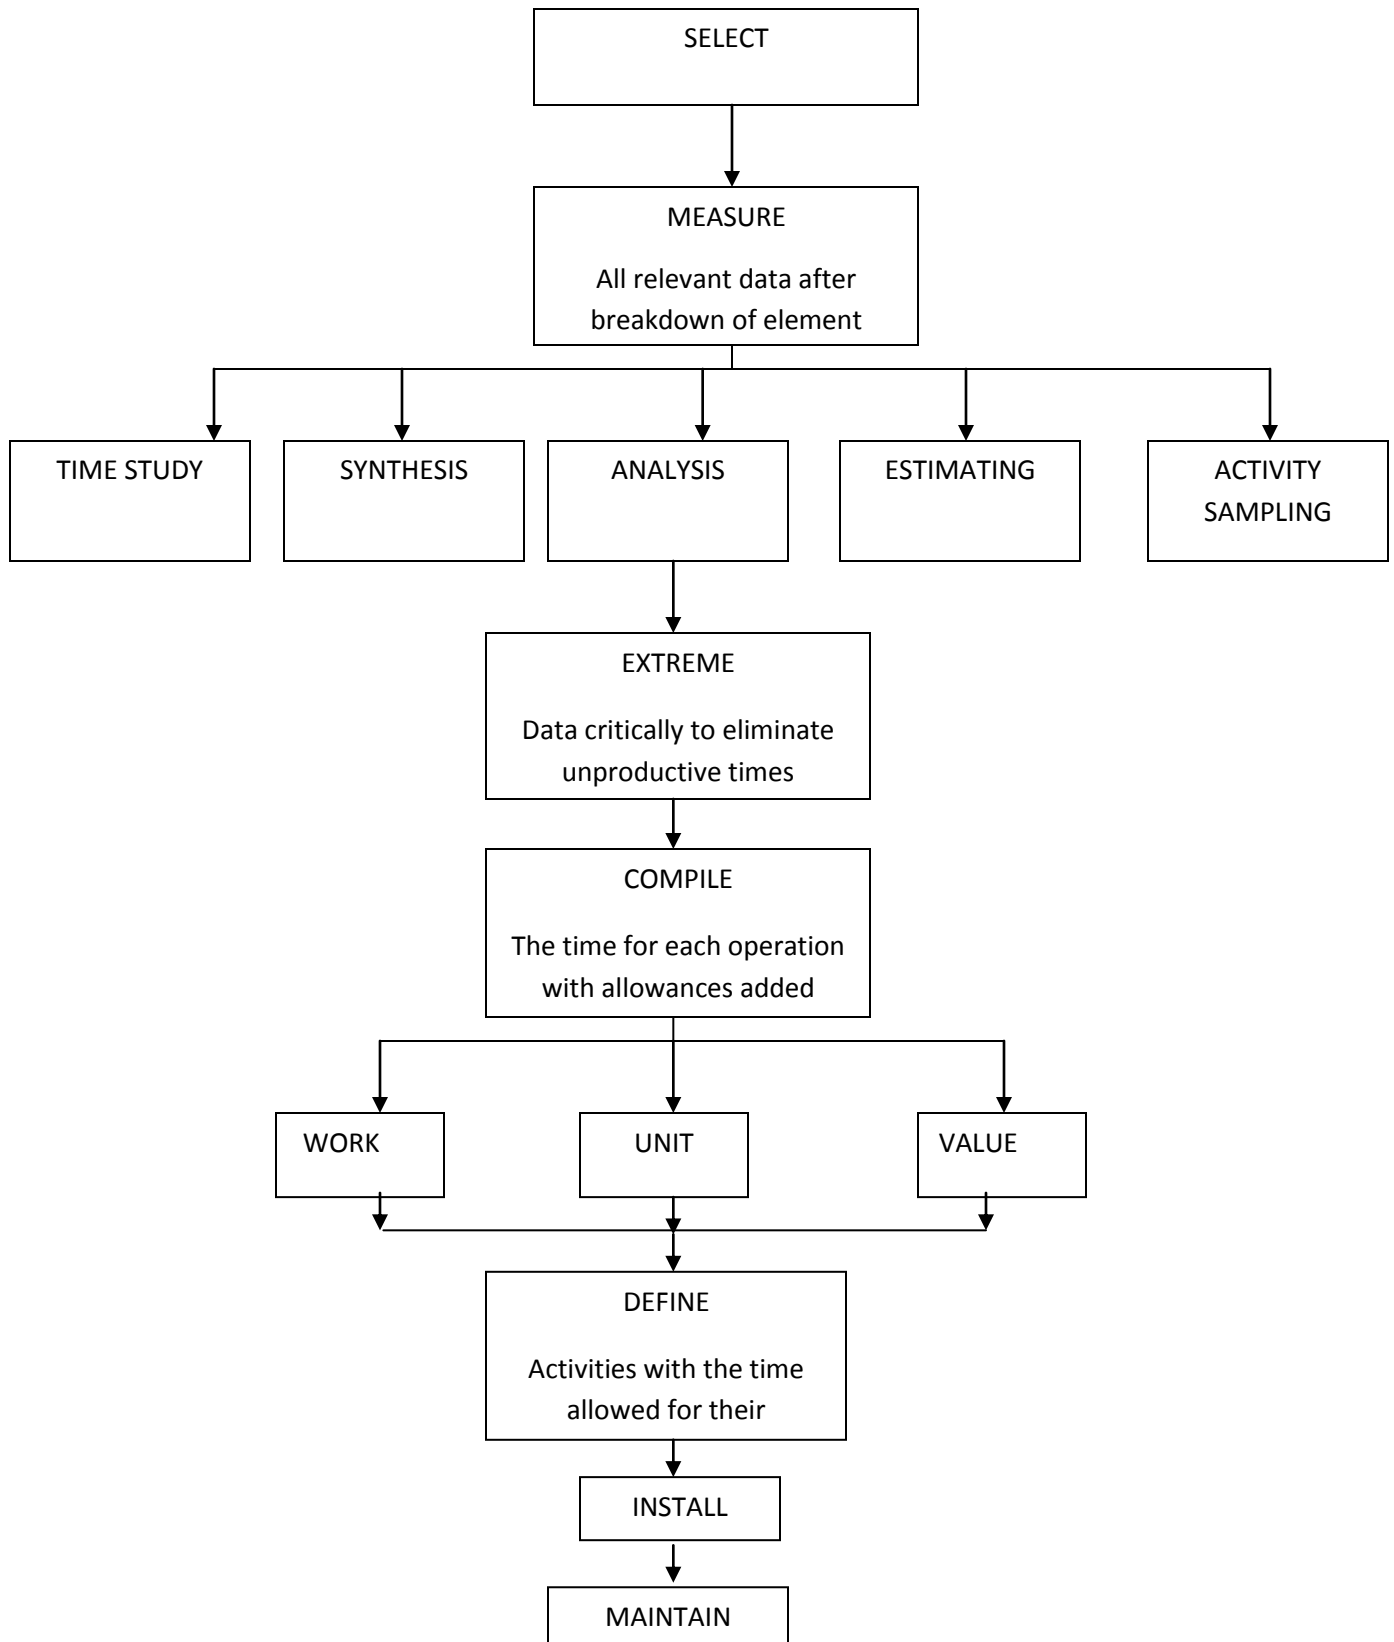 SELECT
MEASURE
All relevant data after
breakdown of element
TIME STUDY
SYNTHESIS
ANALYSIS
ESTIMATING
ACTIVITY
SAMPLING
EXTREME
Data critically to eliminate
unproductive times
COMPILE
The time for each operation
with allowances added
WORK
UNIT
VALUE
DEFINE
Activities with the time
allowed for their
INSTALL
MAINTAIN